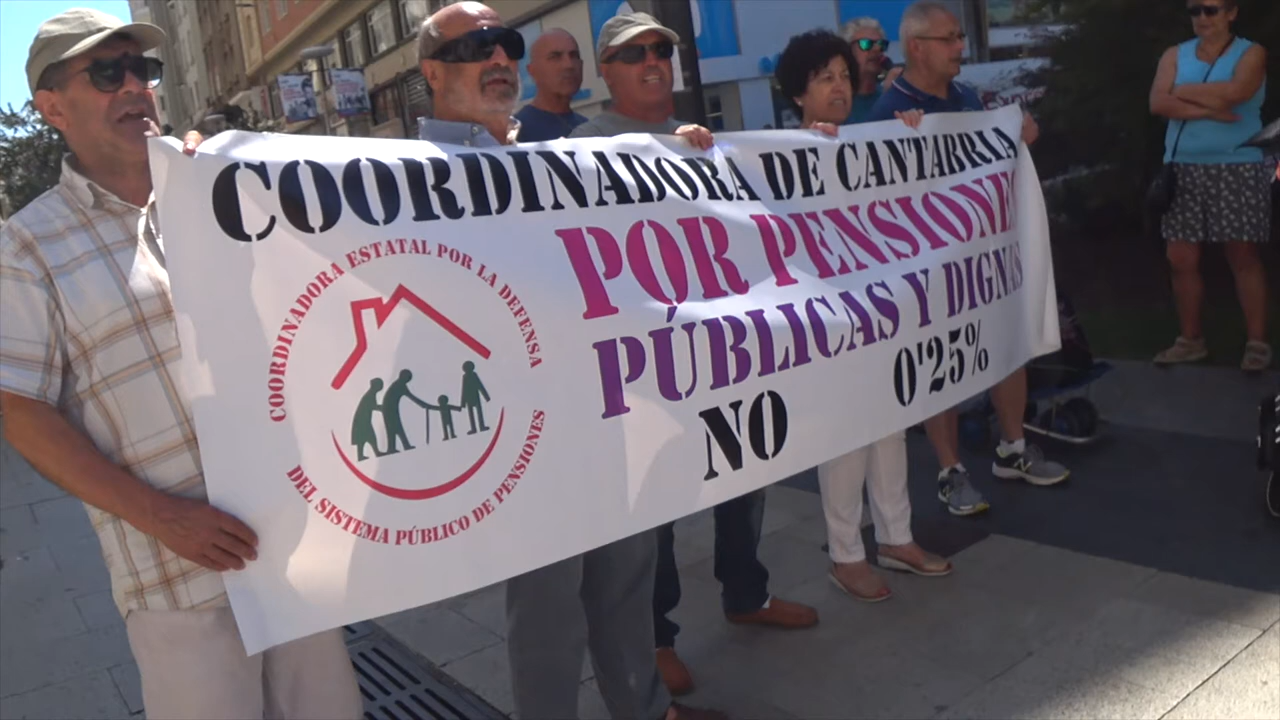 COORDINADORA DE CANTABRIA
POR PENSIONES
PÚBLICAS Y DIGNAS
NO 0'25%
COORDINADORA ESTATAL POR LA DEFENSA
DEL SISTEMA PÚBLICO DE PENSIONES